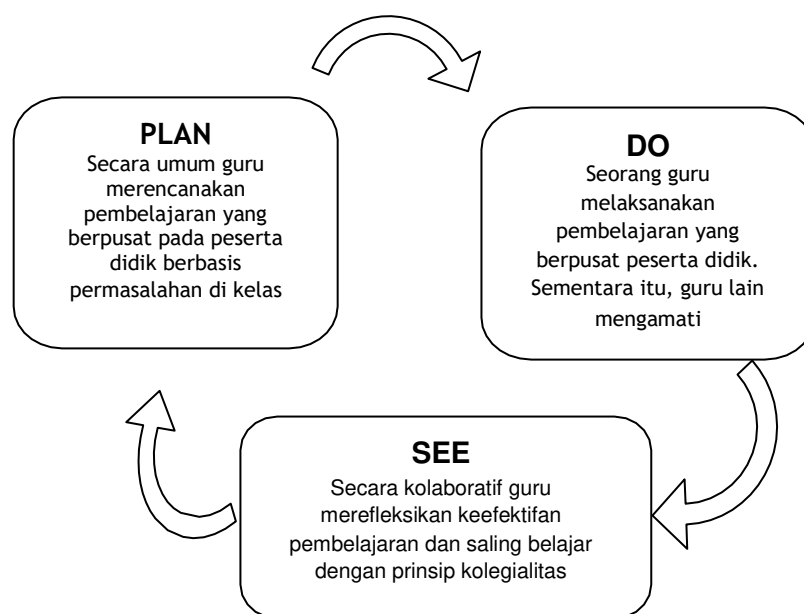 PLAN
Secara umum guru
merencanakan
pembelajaran yang
berpusat pada peserta
didik berbasis
permasalahan di kelas
DO
Seorang guru
melaksanakan
pembelajaran yang
berpusat peserta didik.
Sementara itu, guru lain
mengamati
SEE
Secara kolaboratif guru
merefleksikan keefektifan
pembelajaran dan saling belajar
dengan prinsip kolegialitas